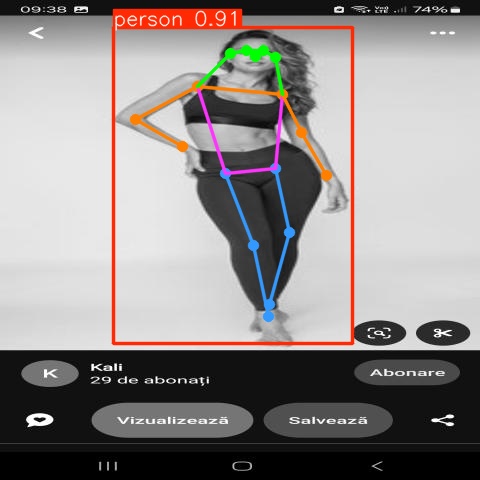 09:38
74%
person 0.91
K
Kali
29 de abonați
Abonare
Vizualizează
Salvează